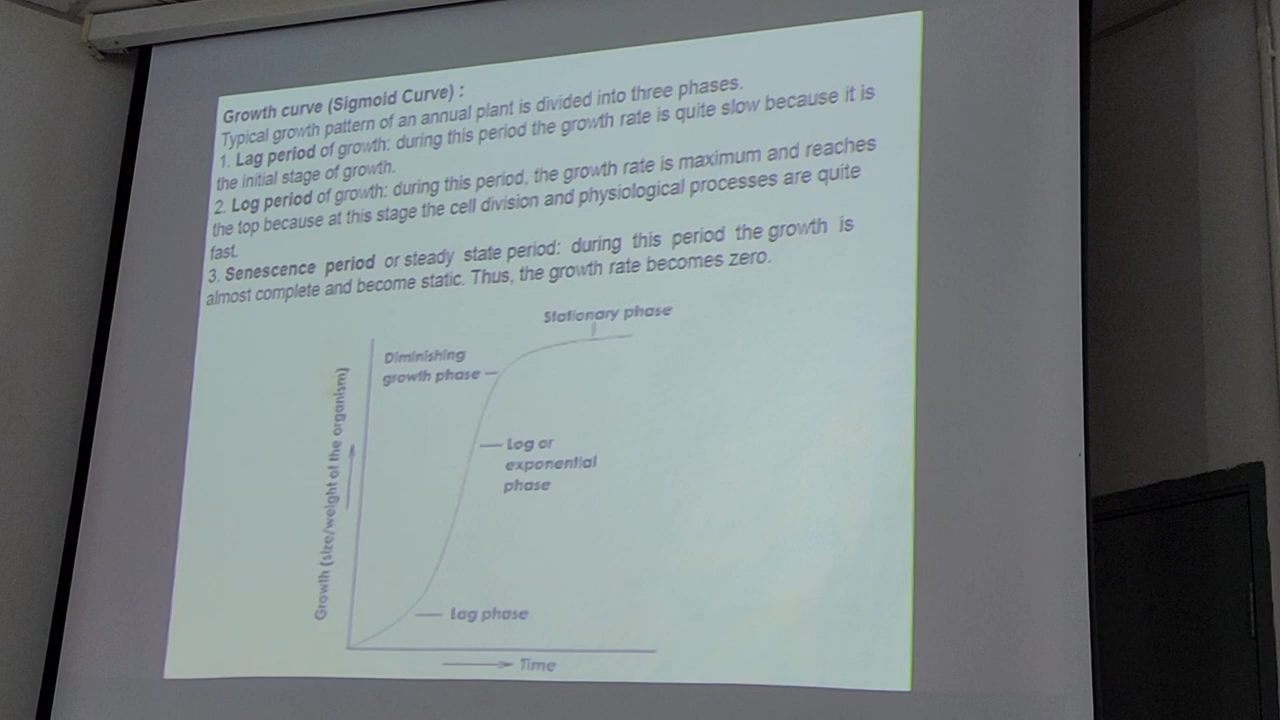 Growth curve (Sigmoid Curve) :
Typical growth pattern of an annual plant is divided into three phases.
1. Lag period of growth: during this period the growth rate is quite slow because it is
the initial stage of growth.
2. Log period of growth: during this period, the growth rate is maximum and reaches
the top because at this stage the cell division and physiological processes are quite
fast.
3. Senescence period or steady state period: during this period the growth is
almost complete and become static. Thus, the growth rate becomes zero.
Stationary phase
Diminishing
growth phase
Growth (size/weight of the organism)
Log or
exponential
phase
Lag phase
Time